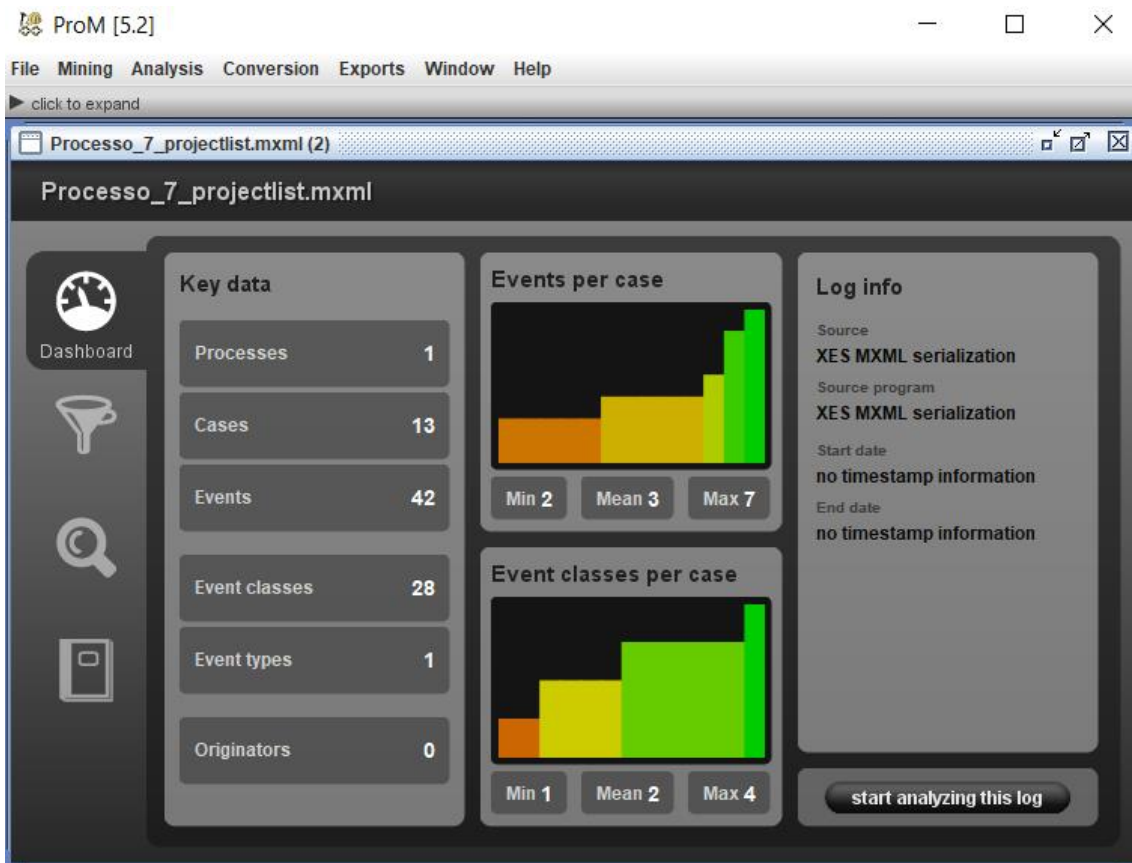 ProM [5.2]
File Mining Analysis Conversion Exports Window Help
click to expand
Processo_7_projectlist.mxml (2)
Processo_7_projectlist.mxml
Dashboard
Key data
Processes 1
Cases 13
Events 42
Event classes 28
Event types 1
Originators 0
Events per case
Min 2 Mean 3 Max 7
Event classes per case
Min 1 Mean 2 Max 4
Log info
Source
XES MXML serialization
Source program
XES MXML serialization
Start date
no timestamp information
End date
no timestamp information
start analyzing this log